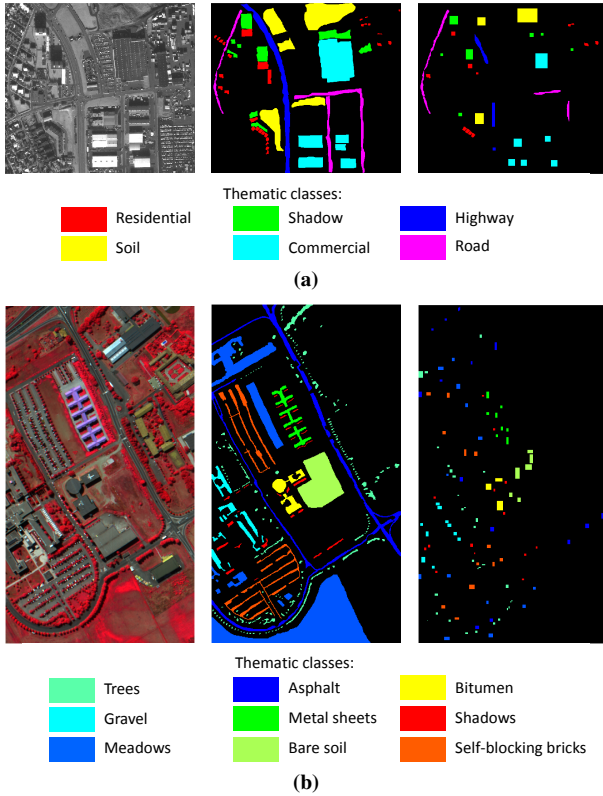 Thematic classes:
Residential Shadow Highway
Soil Commercial Road
(a)
Thematic classes:
Trees Asphalt Bitumen
Gravel Metal sheets Shadows
Meadows Bare soil Self-blocking bricks
(b)